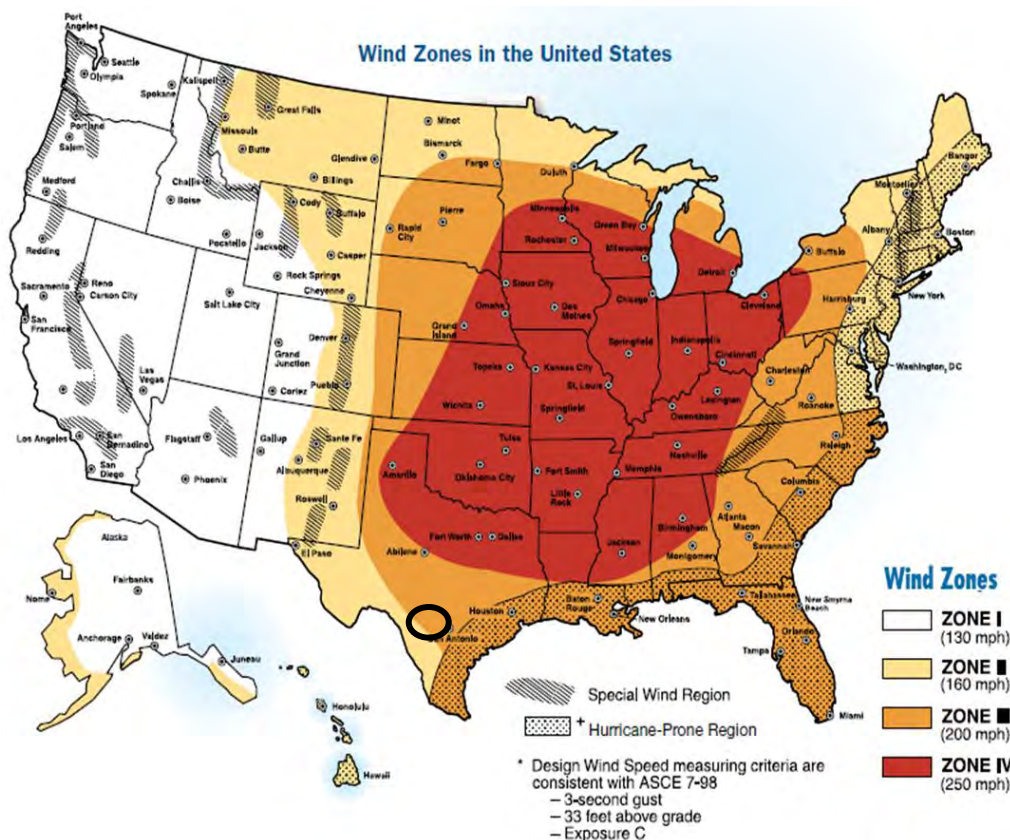 Wind Zones in the United States
Port
Angeles
Seattle
Olympia
Spokane
Kalispell
Great Falls
Minot
Portland
Salem
Missoula
Butte
Glendive
Bismarck
Fargo
Duluth
Bangor
Montpelier
Medford
Challis
Boise
Billings
Cody
Buffalo
Rapid
City
Pierre
Minneapolis
Green Bay
Rochester
Milwaukee
Buffalo
Albany
Boston
Redding
Pocatello
Jackson
Casper
Sioux City
Detroit
Rock Springs
Cheyenne
Chicago
Cleveland
New York
Sacramento
Reno
Carson City
Salt Lake City
Omaha
Des
Moines
Harrisburg
San
Francisco
Grand
Island
Denver
Grand
Junction
Springfield
Indianapolis
Cincinnati
Washington, DC
Topeka
Kansas City
St. Louis
Charleston
Las
Vegas
Cortez
Pueblo
Lexington
Roanoke
Wichita
Springfield
Owensboro
Raleigh
Los Angeles
San
Bernadino
Flagstaff
Gallup
Sante Fe
Tulsa
Nashville
San
Diego
Phoenix
Albuquerque
Amarillo
Oklahoma City
Fort Smith
Memphis
Columbia
Roswell
Little
Rock
Atlanta
Birmingham
Macon
Fort Worth
Dallas
El Paso
Abilene
Jackson
Montgomery
Savannah
Alaska
Fairbanks
Nome
Anchorage
Valdez
Juneau
Houston
Baton
Rouge
Tallahassee
New Smyrna
Beach
Antonio
New Orleans
Orlando
Tampa
Miami
Honolulu
Hawaii
Special Wind Region
+ Hurricane-Prone Region
* Design Wind Speed measuring criteria are
consistent with ASCE 7-98
– 3-second gust
– 33 feet above grade
– Exposure C
Wind Zones
ZONE I
(130 mph)
ZONE
(160 mph)
ZONE
(200 mph)
ZONE IV
(250 mph)